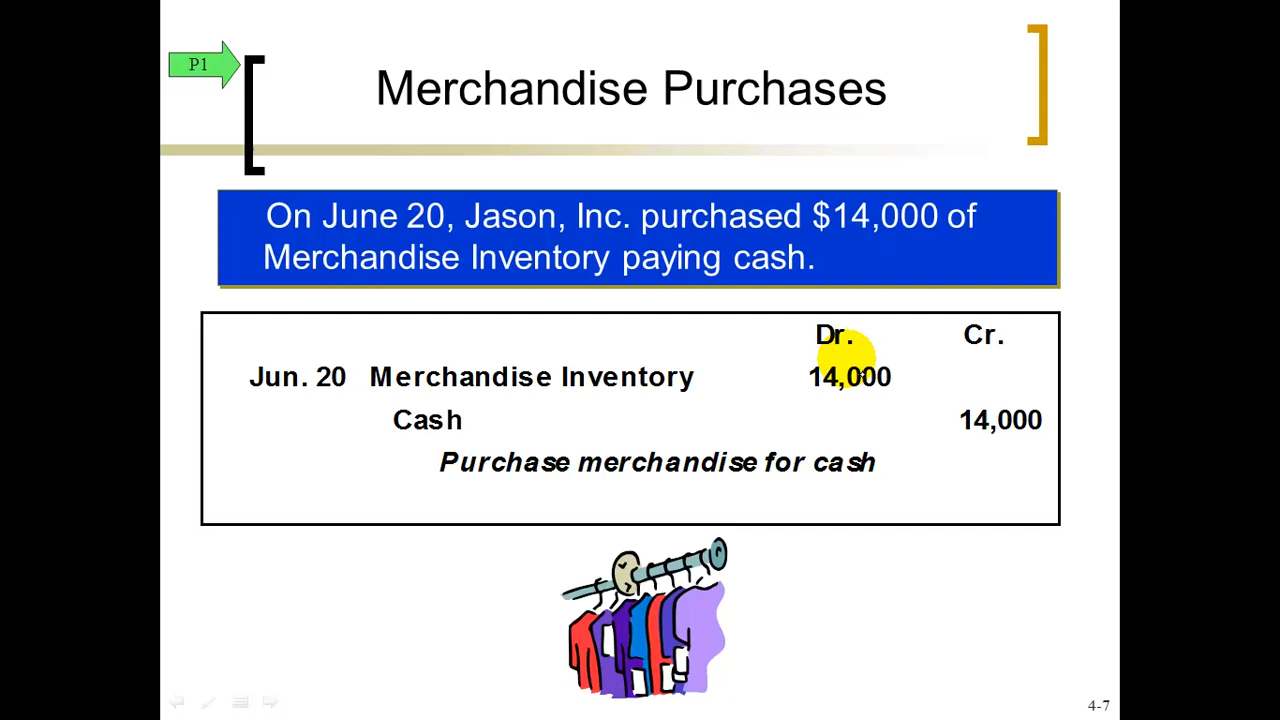 P1
Merchandise Purchases
On June 20, Jason, Inc. purchased $14,000 of
Merchandise Inventory paying cash.
Dr. Cr.
Jun. 20 Merchandise Inventory 14,000
Cash 14,000
Purchase merchandise for cash
4-7